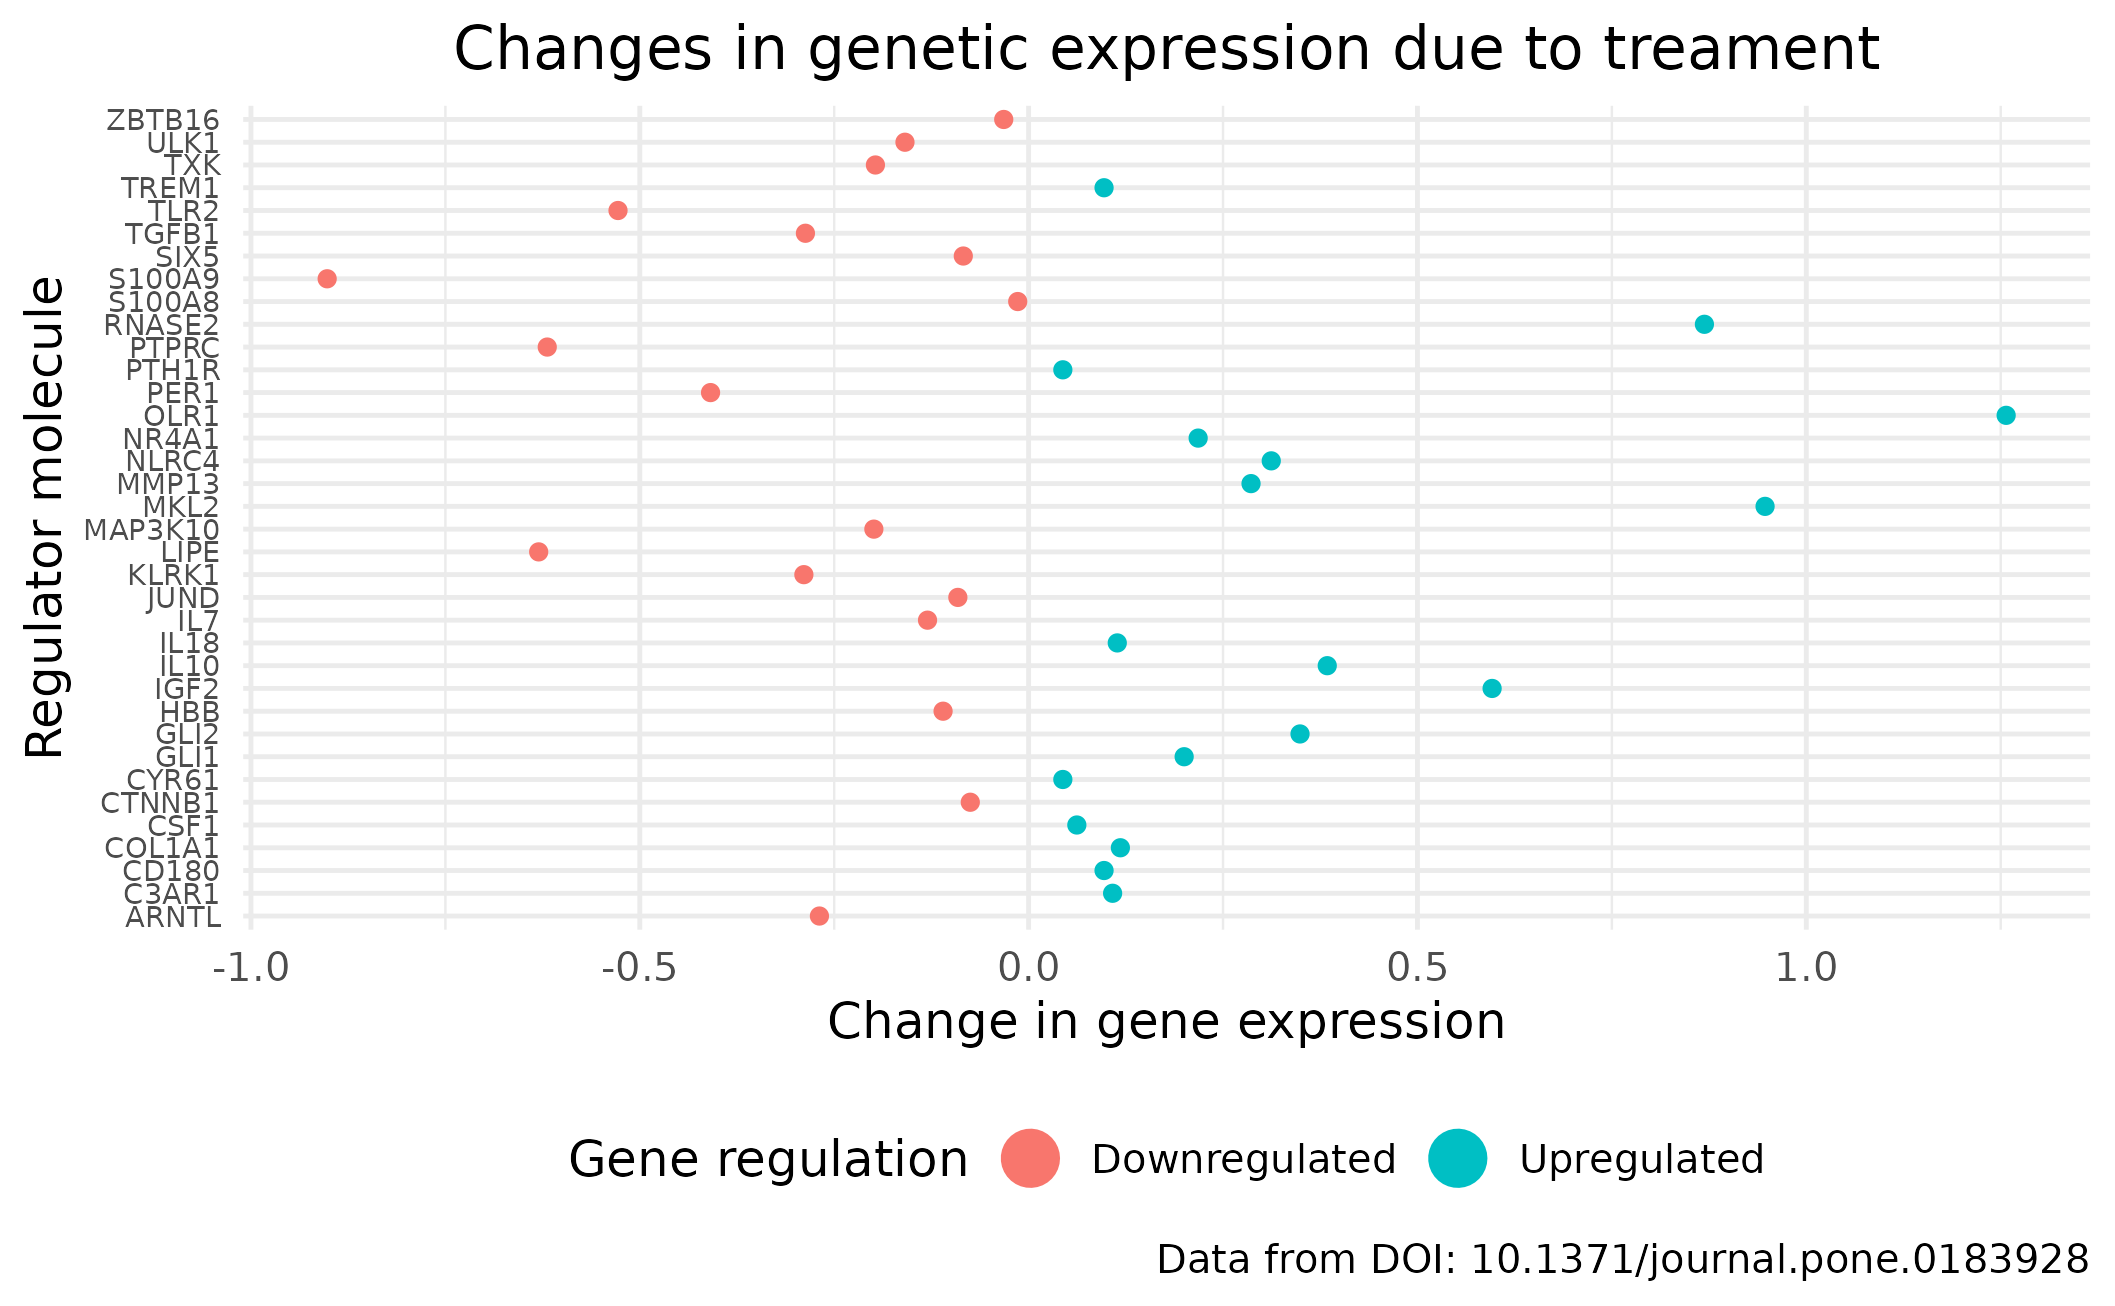 Changes in genetic expression due to treament
Regulator molecule
ZBTB16
ULK1
TXK
TREM1
TLR2
TGFB1
SIX5
S100A9
S100A8
RNASE2
PTPRC
PTH1R
PER1
OLR1
NR4A1
NLRC4
MMP13
MKL2
MAP3K10
LIPE
KLRK1
JUND
IL7
IL18
IL10
IGF2
HBB
GLI2
GLI1
CYR61
CTNNB1
CSF1
COL1A1
CD180
C3AR1
ARNTL
-1.0 -0.5 0.0 0.5 1.0
Change in gene expression
Gene regulation Downregulated Upregulated
Data from DOI: 10.1371/journal.pone.0183928